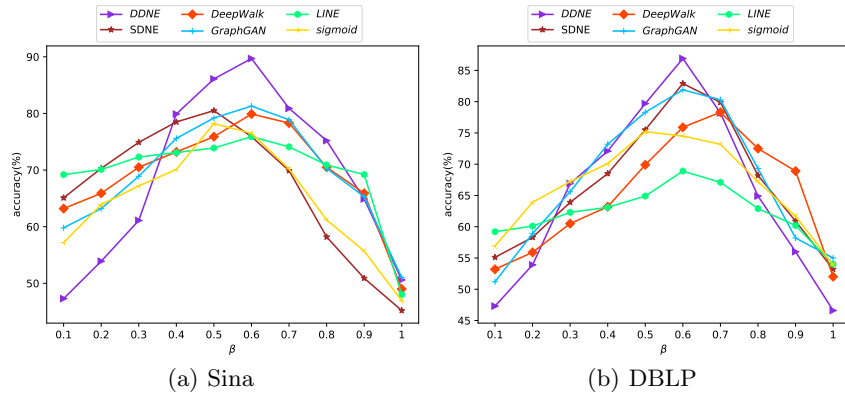 DDNE DeepWalk LINE
SDNE GraphGAN sigmoid
accuracy(%)
90
80
70
60
50
0.1 0.2 0.3 0.4 0.5 0.6 0.7 0.8 0.9 1
β
(a) Sina
DDNE DeepWalk LINE
SDNE GraphGAN sigmoid
accuracy(%)
85
80
75
70
65
60
55
50
45
0.1 0.2 0.3 0.4 0.5 0.6 0.7 0.8 0.9 1
β
(b) DBLP